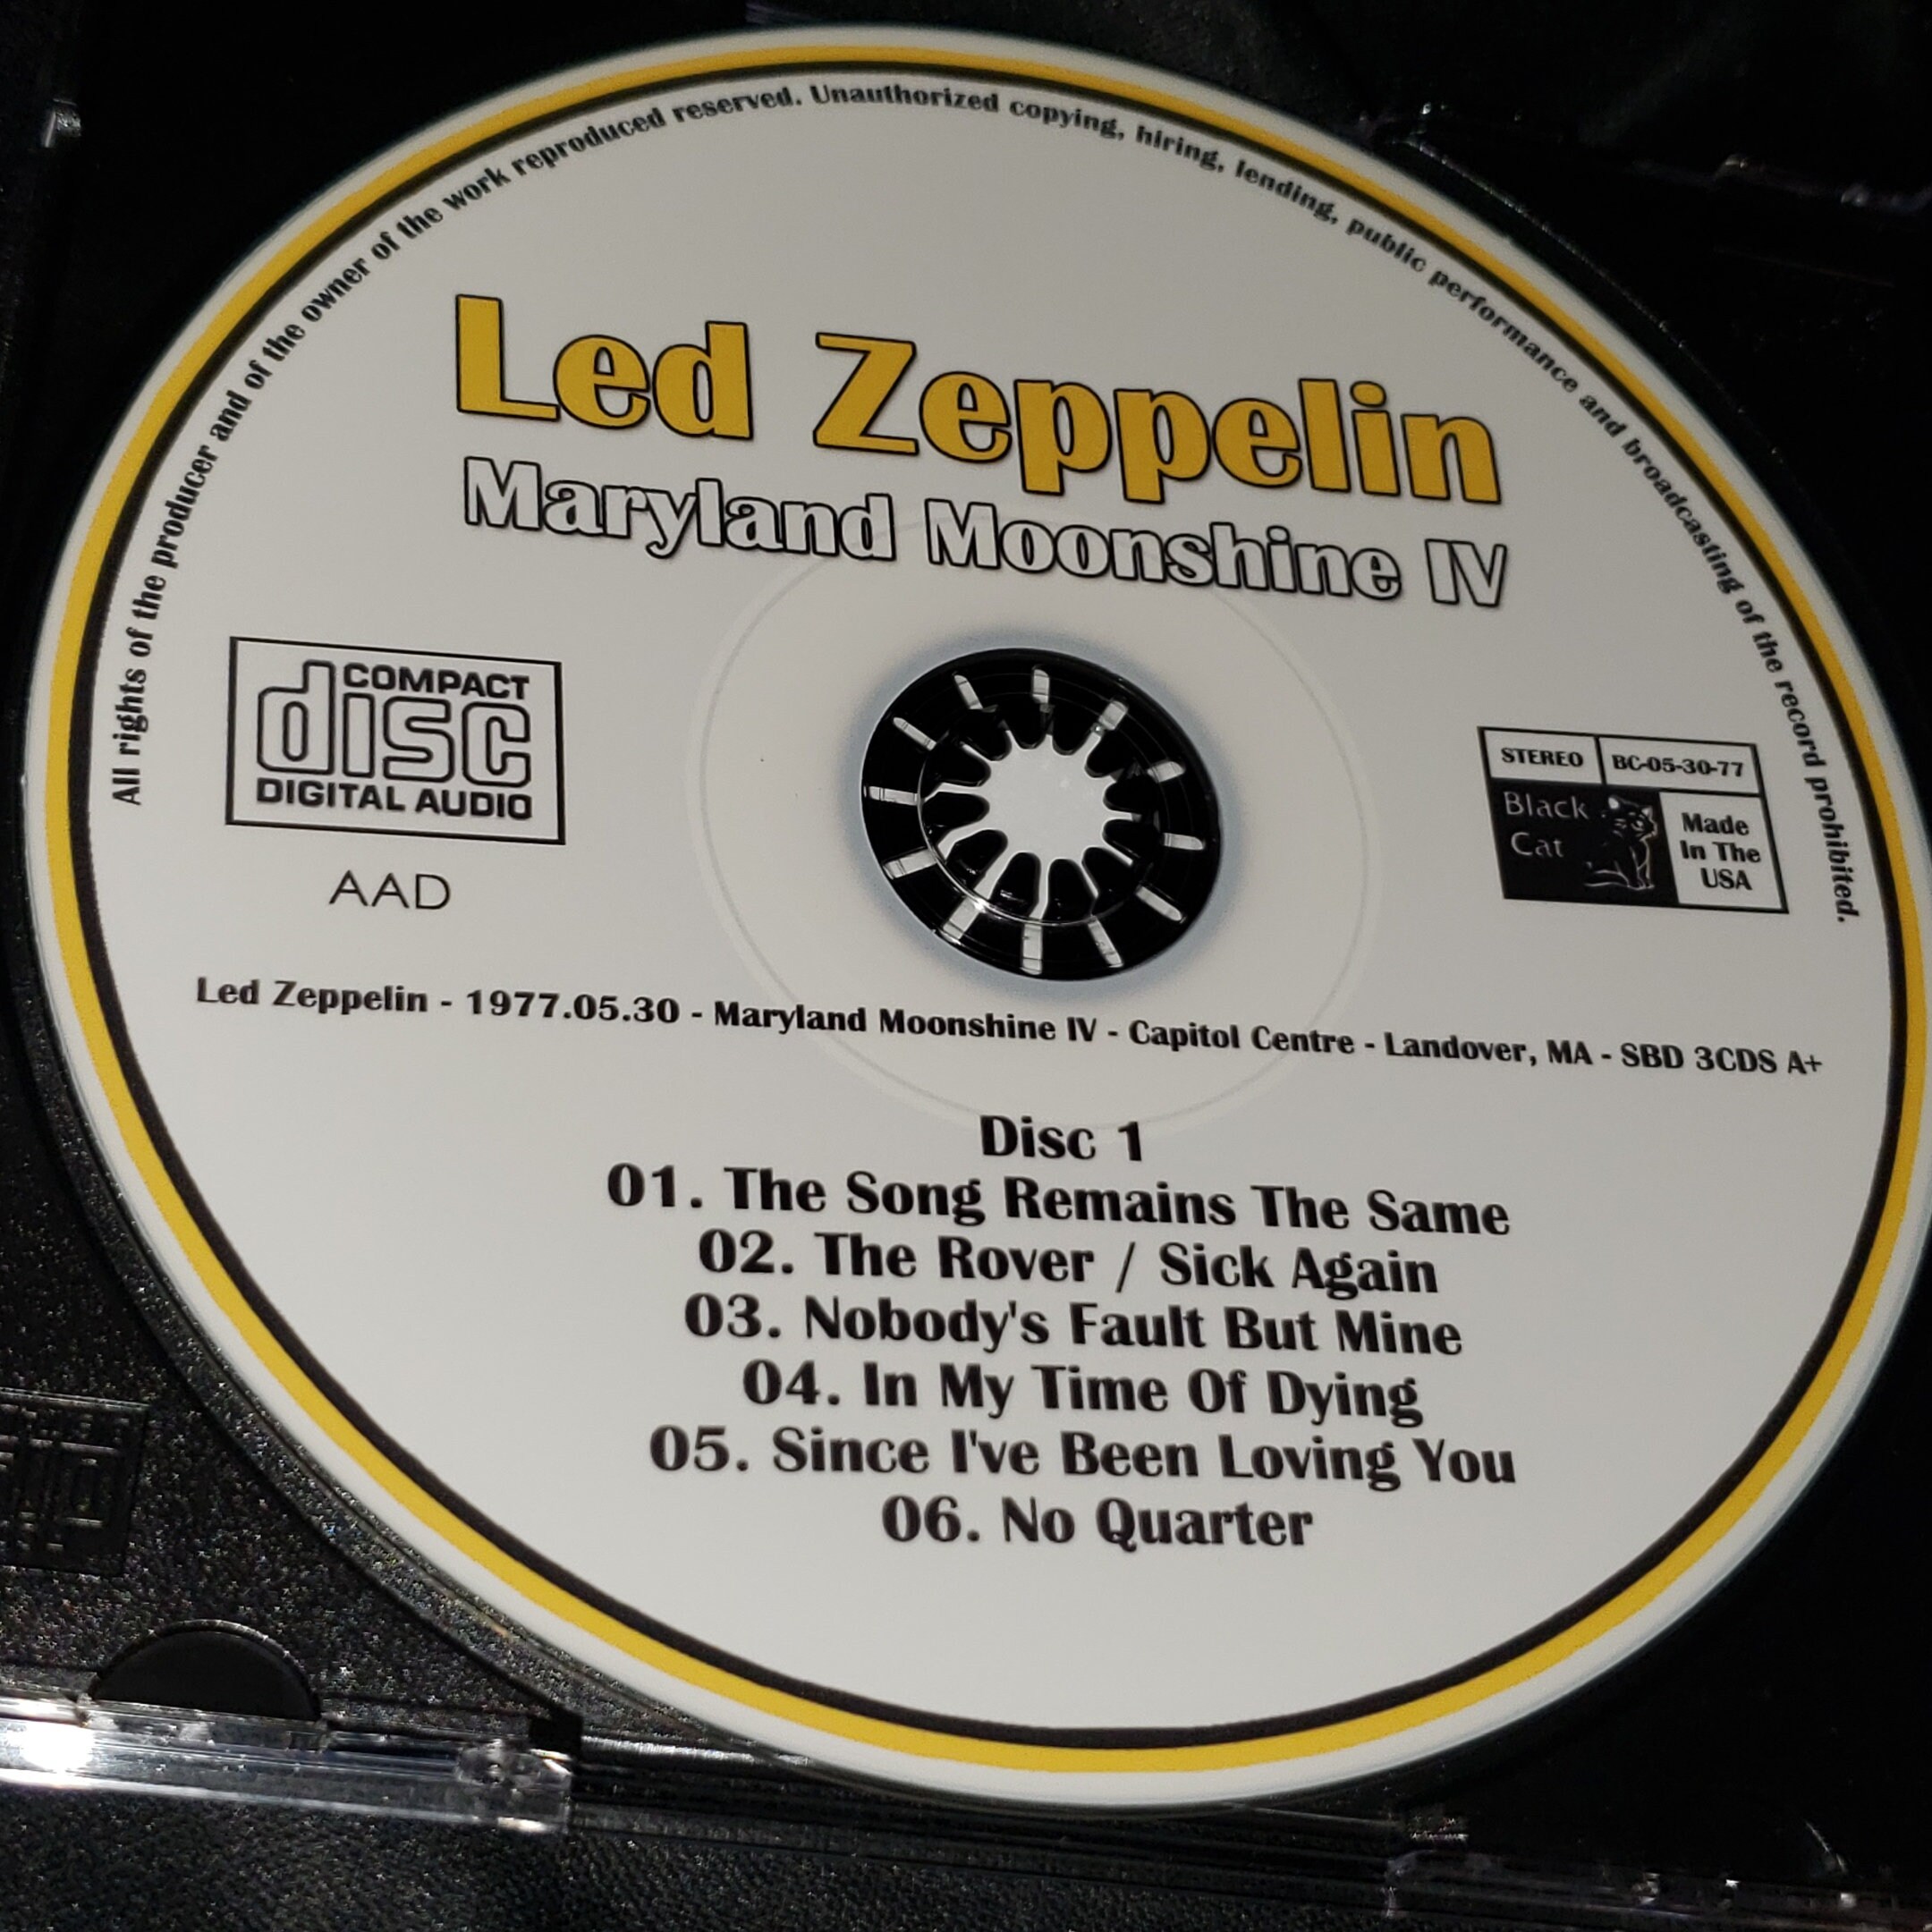 All rights of the producer and of the owner of the work reproduced reserved. Unauthorized copying, hiring, lending, public performance and broadcasting of the record prohibited.
Led Zeppelin
Maryland Moonshine IV
COMPACT
disc
DIGITAL AUDIO
AAD
STEREO
BC-05-30-77
Black
Cat
Made
In The
USA
Led Zeppelin - 1977.05.30 - Maryland Moonshine IV - Capitol Centre - Landover, MA - SBD 3CDS A+
Disc 1
01. The Song Remains The Same
02. The Rover / Sick Again
03. Nobody's Fault But Mine
04. In My Time Of Dying
05. Since I've Been Loving You
06. No Quarter